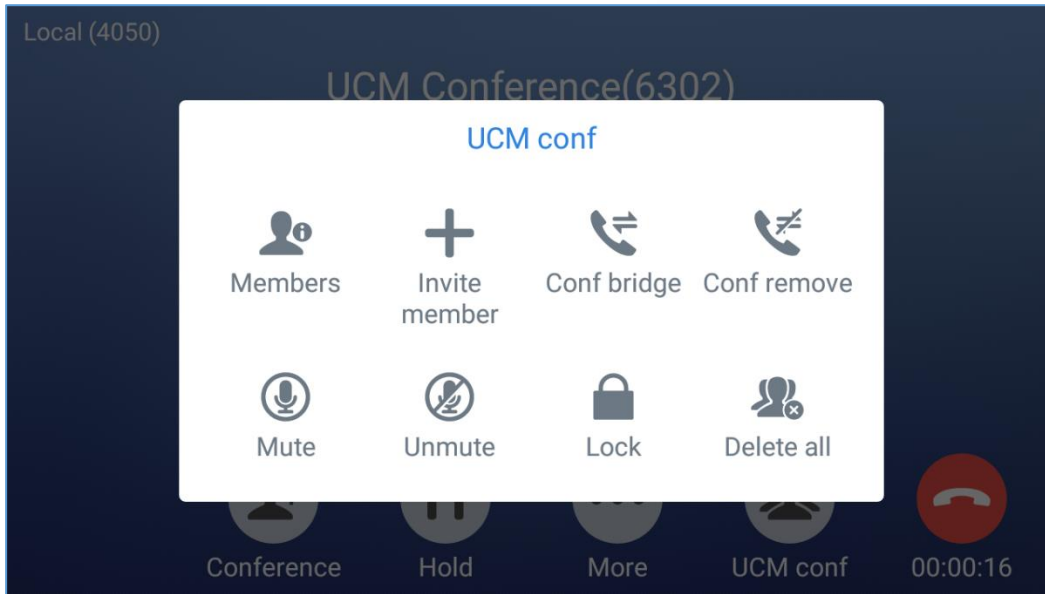 Local (4050)
UCM Conference(6302)
UCM conf
Members
Invite
member
Conf bridge
Conf remove
Mute
Unmute
Lock
Delete all
Conference
Hold
More
UCM conf
00:00:16